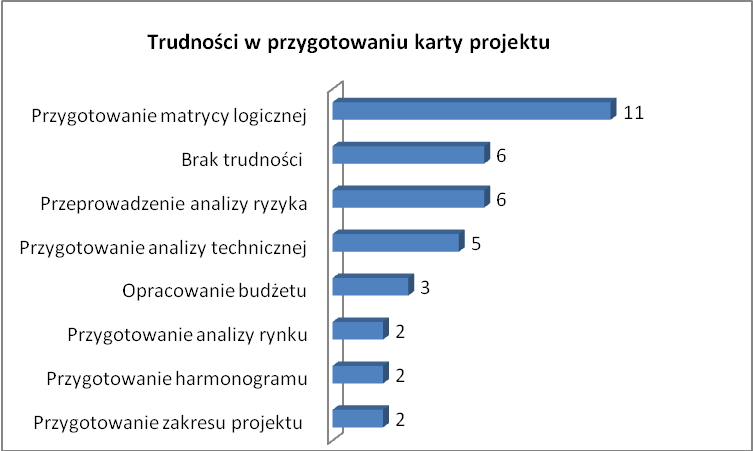 Trudności w przygotowaniu karty projektu
Przygotowanie matrycy logicznej 11
Brak trudności 6
Przeprowadzenie analizy ryzyka 6
Przygotowanie analizy technicznej 5
Opracowanie budżetu 3
Przygotowanie analizy rynku 2
Przygotowanie harmonogramu 2
Przygotowanie zakresu projektu 2